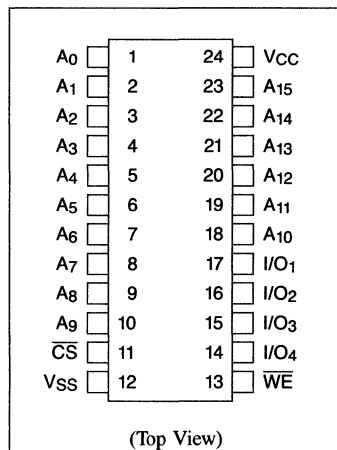 A0 1 24 VCC
A1 2 23 A15
A2 3 22 A14
A3 4 21 A13
A4 5 20 A12
A5 6 19 A11
A6 7 18 A10
A7 8 17 I/O1
A8 9 16 I/O2
A9 10 15 I/O3
C̅S̅ 11 14 I/O4
VSS 12 13 W̅E̅
(Top View)